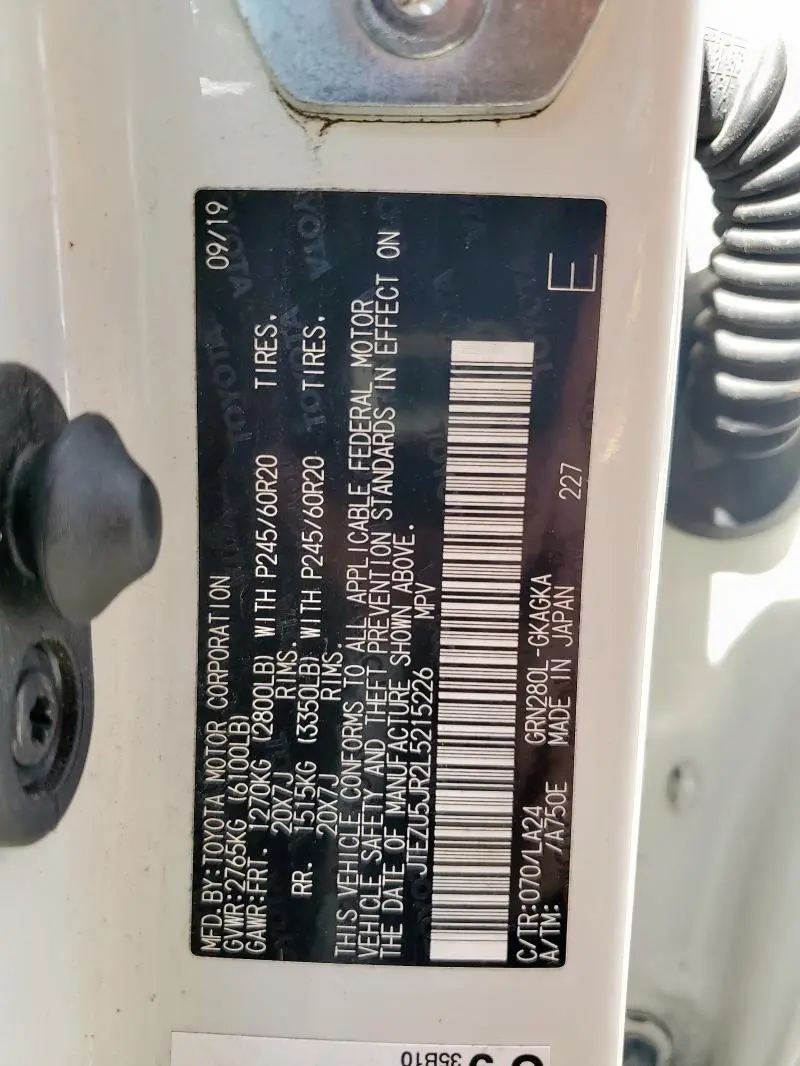 MFD.BY:TOYOTA MOTOR CORPORATION 09/19
GVWR:2765KG (6100LB)
GAWR:FRT. 1270KG (2800LB) WITH P245/60R20 TIRES.
20X7J RIMS.
RR. 1515KG (3350LB) WITH P245/60R20 TIRES.
20X7J RIMS.
THIS VEHICLE CONFORMS TO ALL APPLICABLE FEDERAL MOTOR
VEHICLE SAFETY AND THEFT PREVENTION STANDARDS IN EFFECT ON
THE DATE OF MANUFACTURE SHOWN ABOVE.
JTEZU5JR2L5215226 MPV
C/TR:070/LA24 GRN280L-GKAGKA 227
A/TM: /A750E MADE IN JAPAN
E
35B10